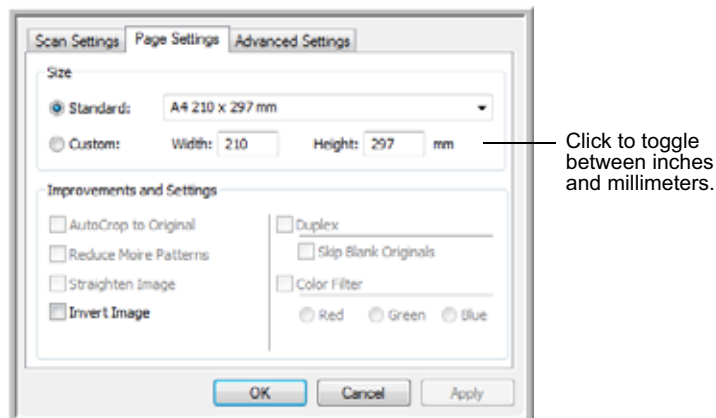 Scan Settings Page Settings Advanced Settings
Size
Standard: A4 210 x 297 mm
Custom: Width: 210 Height: 297 mm
Click to toggle
between inches
and millimeters.
Improvements and Settings
AutoCrop to Original
Reduce Moire Patterns
Straighten Image
Invert Image
Duplex
Skip Blank Originals
Color Filter
Red Green Blue
OK Cancel Apply